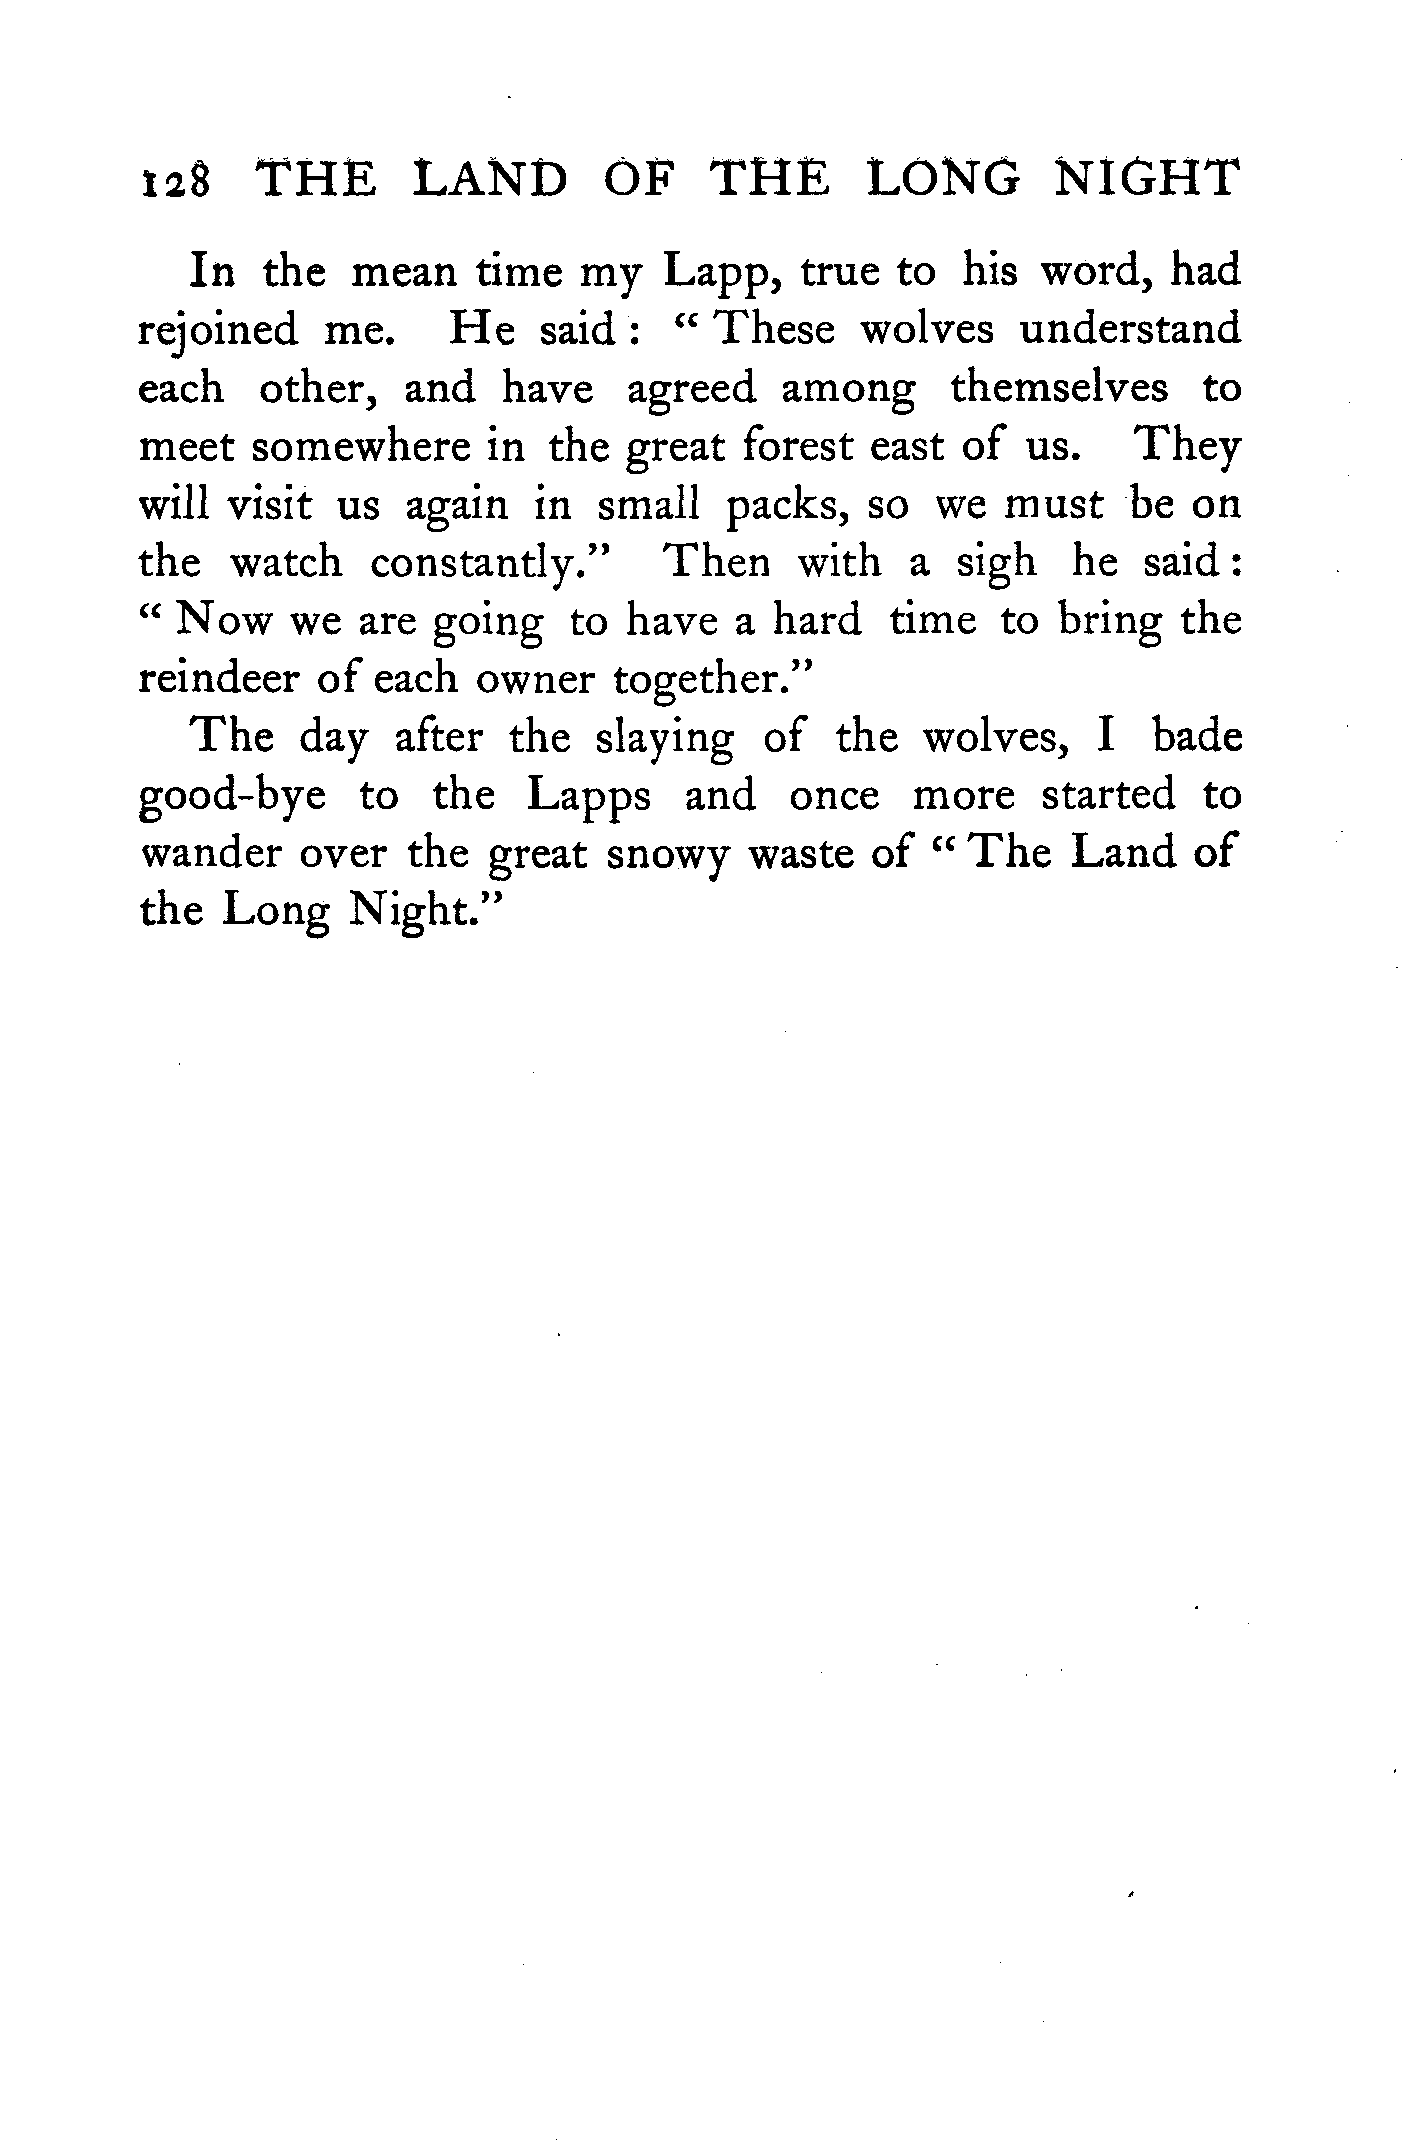 128 THE LAND OF THE LONG NIGHT
In the mean time my Lapp, true to his word, had
rejoined me. He said : “ These wolves understand
each other, and have agreed among themselves to
meet somewhere in the great forest east of us. They
will visit us again in small packs, so we must be on
the watch constantly.” Then with a sigh he said :
“ Now we are going to have a hard time to bring the
reindeer of each owner together.”
The day after the slaying of the wolves, I bade
good-bye to the Lapps and once more started to
wander over the great snowy waste of “ The Land of
the Long Night.”